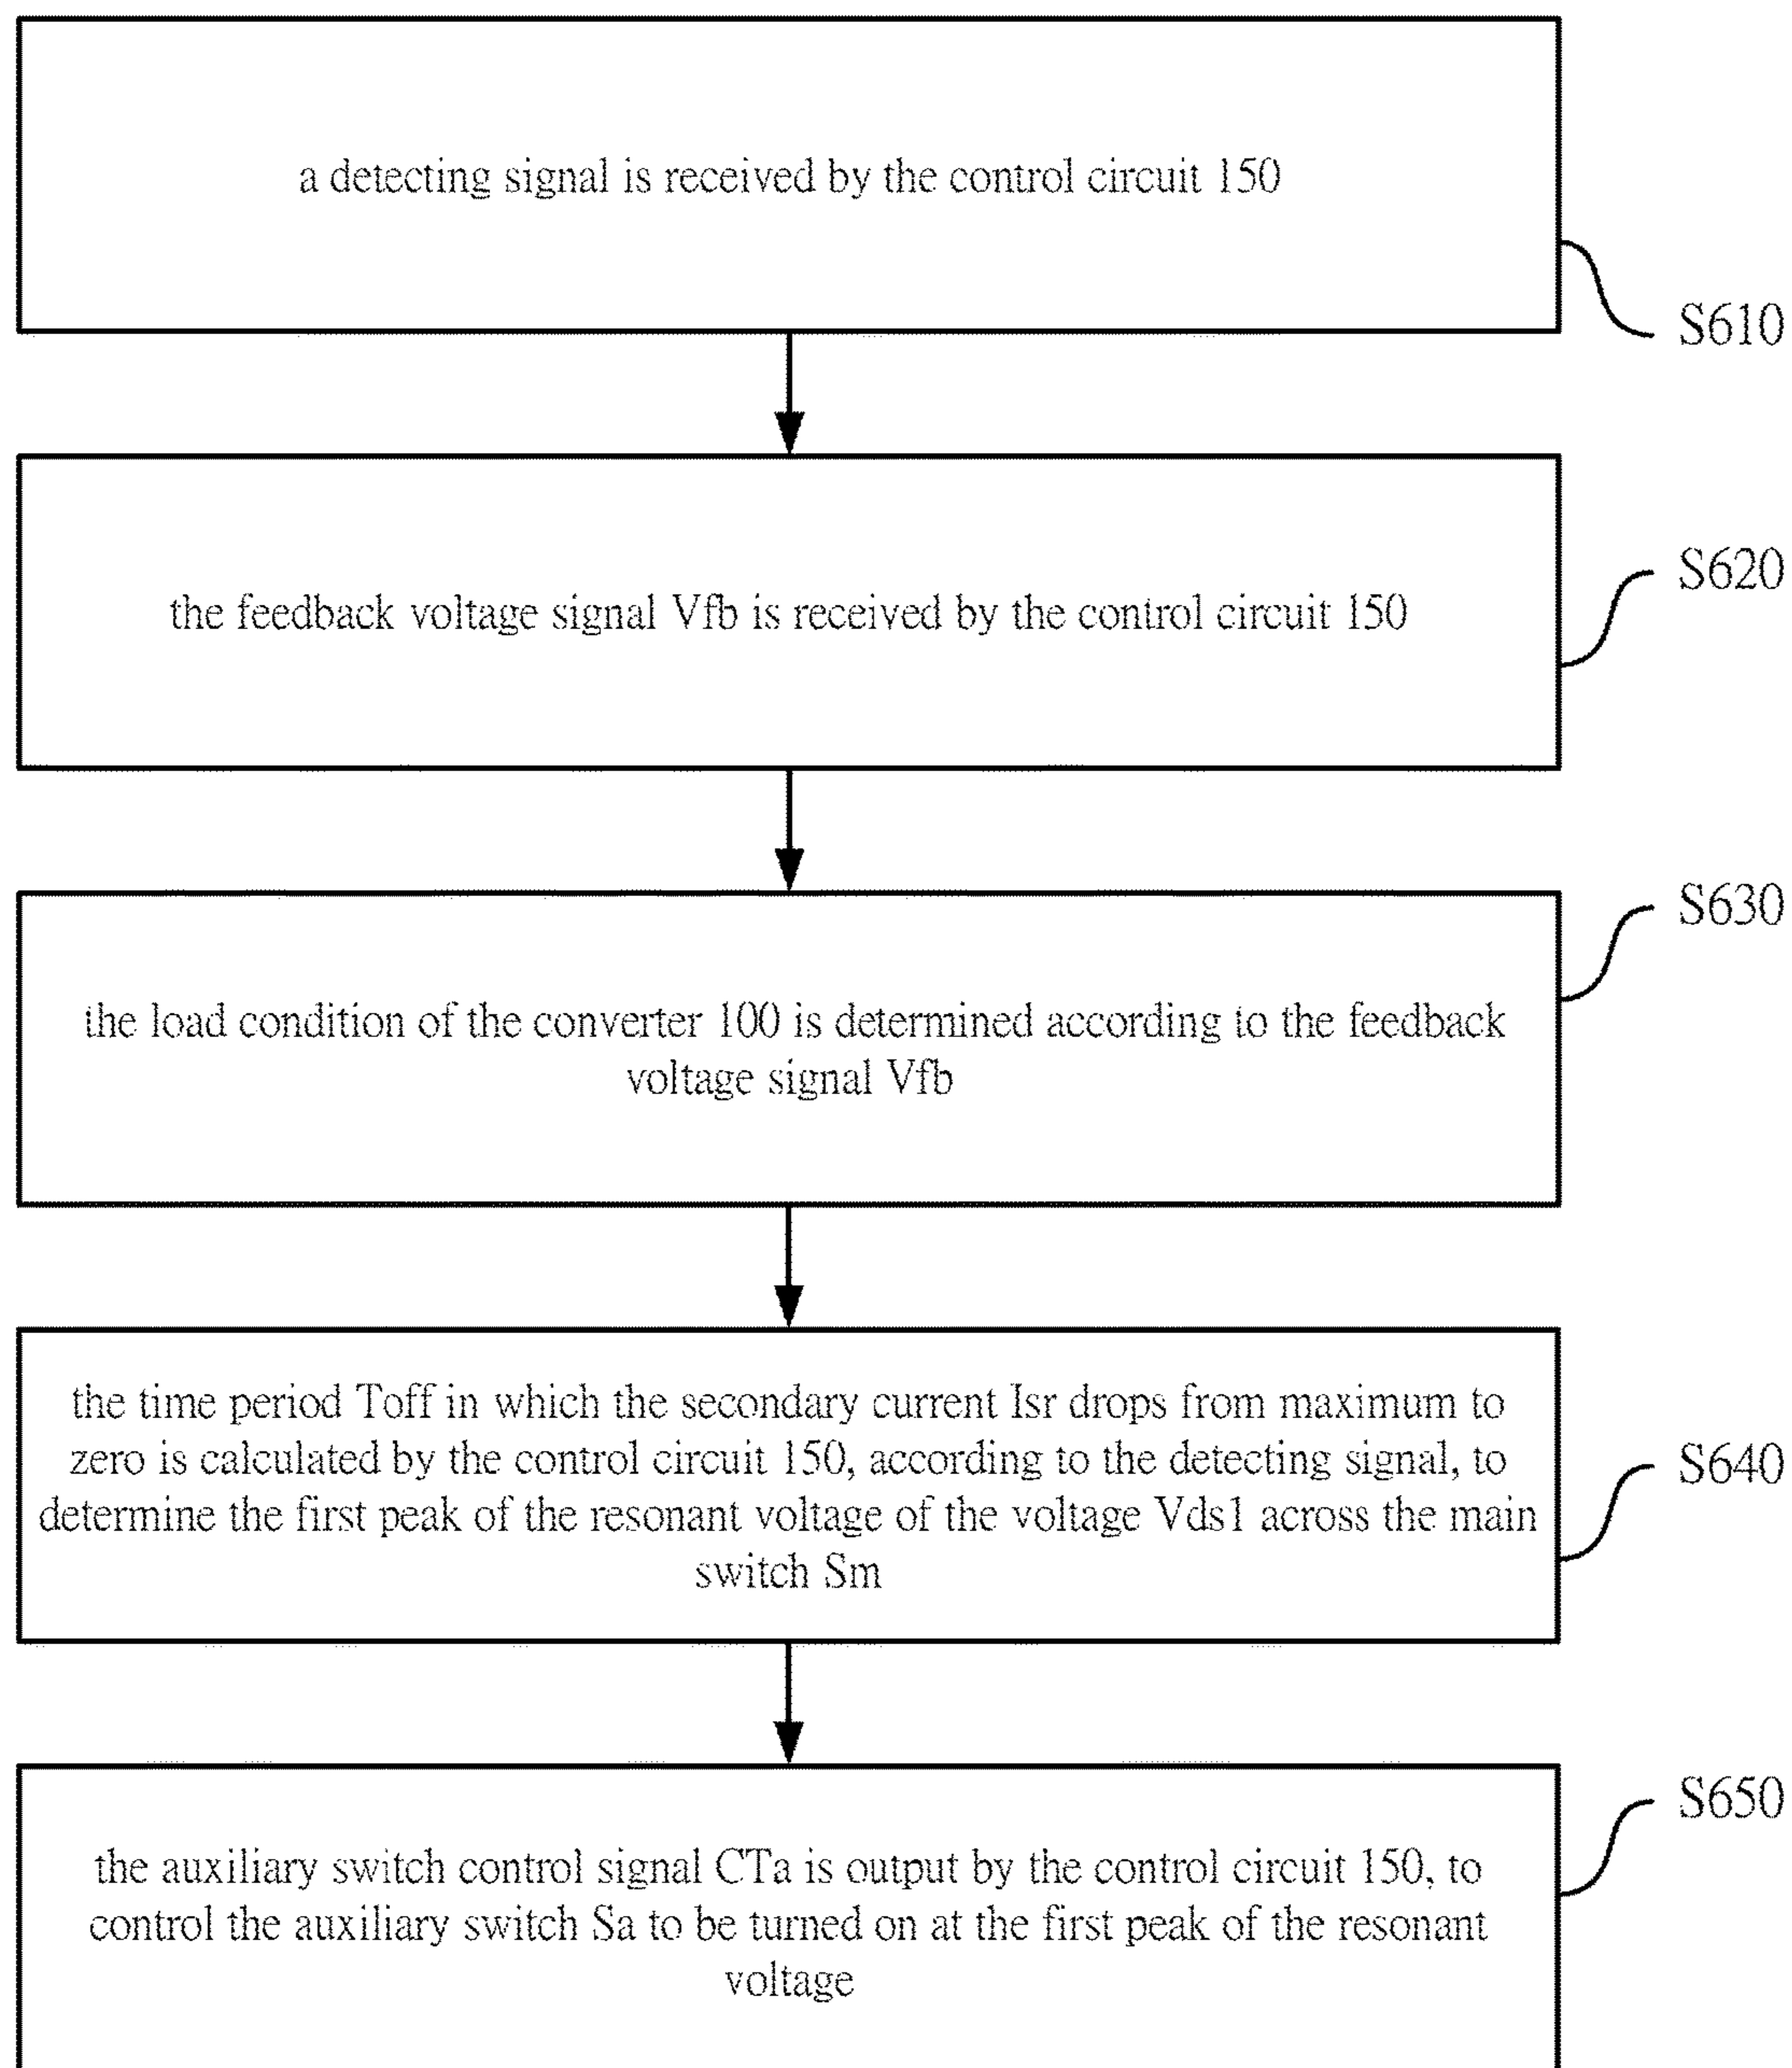 a detecting signal is received by the control circuit 150
S610
the feedback voltage signal Vfb is received by the control circuit 150
S620
the load condition of the converter 100 is determined according to the feedback
voltage signal Vfb
S630
the time period Toff in which the secondary current Isr drops from maximum to
zero is calculated by the control circuit 150, according to the detecting signal, to
determine the first peak of the resonant voltage of the voltage Vds1 across the main
switch Sm
S640
the auxiliary switch control signal CTa is output by the control circuit 150, to
control the auxiliary switch Sa to be turned on at the first peak of the resonant
voltage
S650